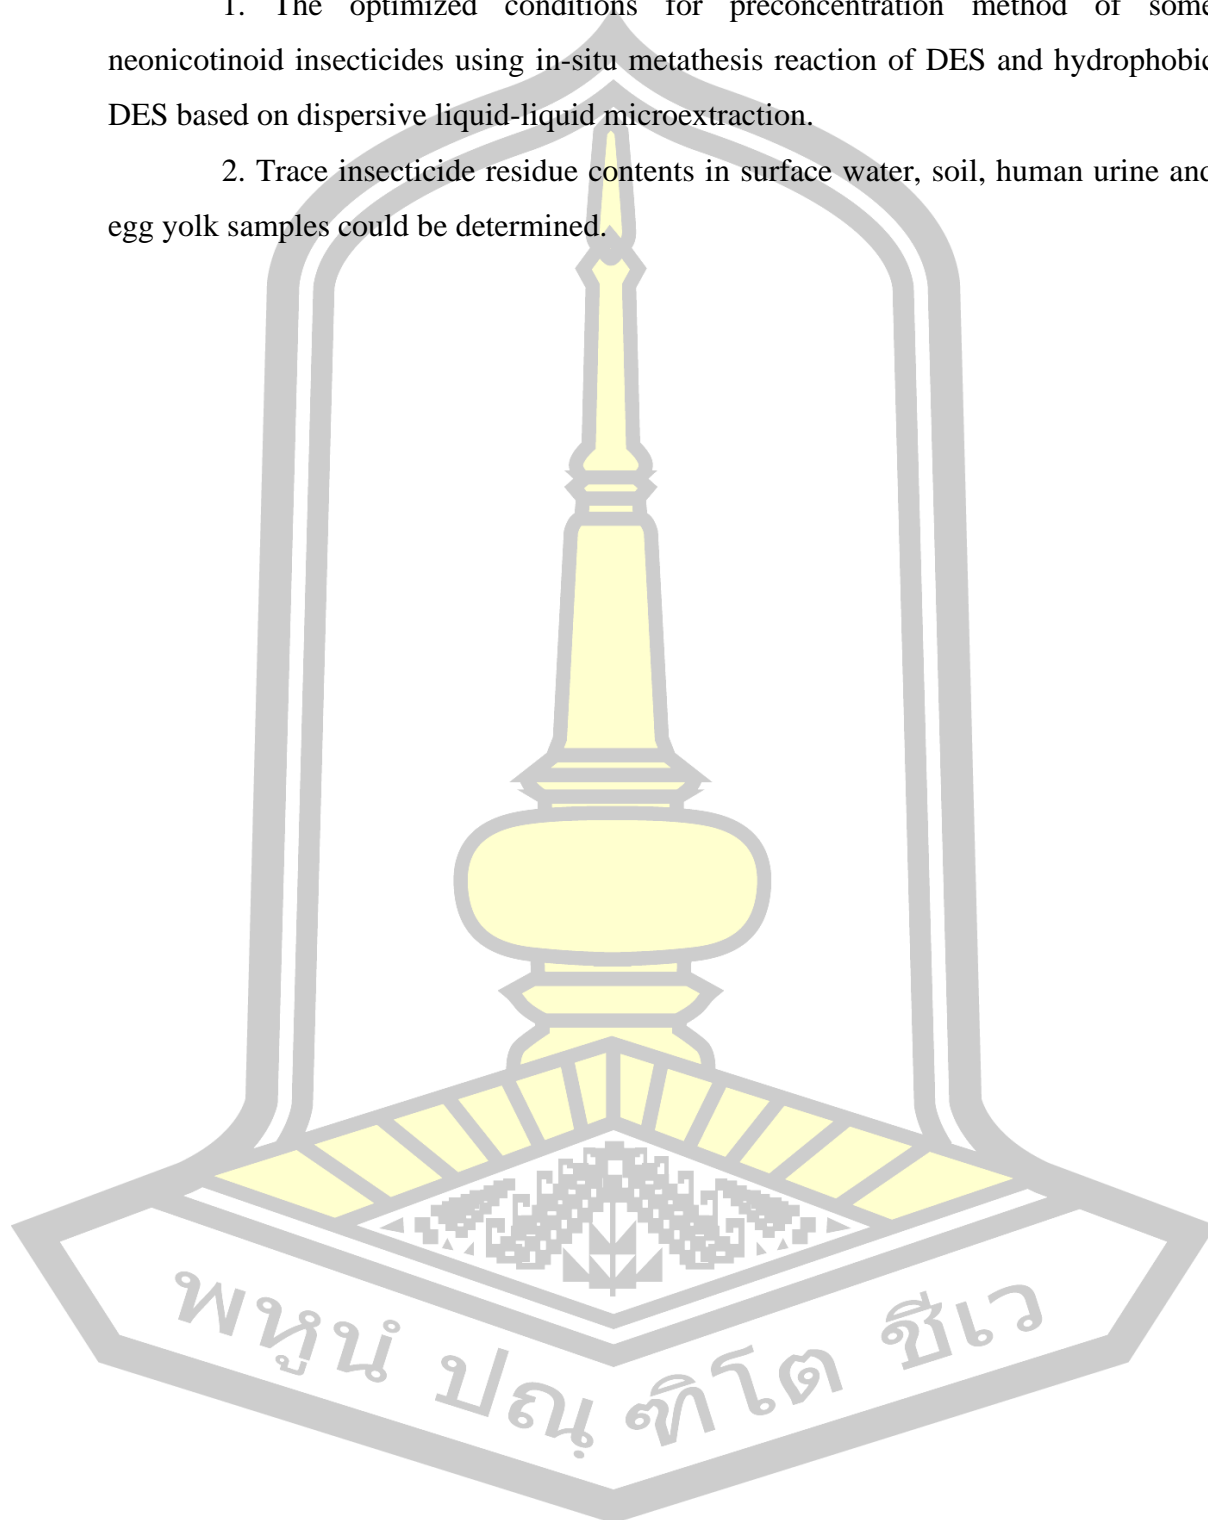 1. The optimized conditions for preconcentration method of some
neonicotinoid insecticides using in-situ metathesis reaction of DES and hydrophobic
DES based on dispersive liquid-liquid microextraction.
2. Trace insecticide residue contents in surface water, soil, human urine and
egg yolk samples could be determined.
พหูนํ ปณฺฑิโต ชีเว